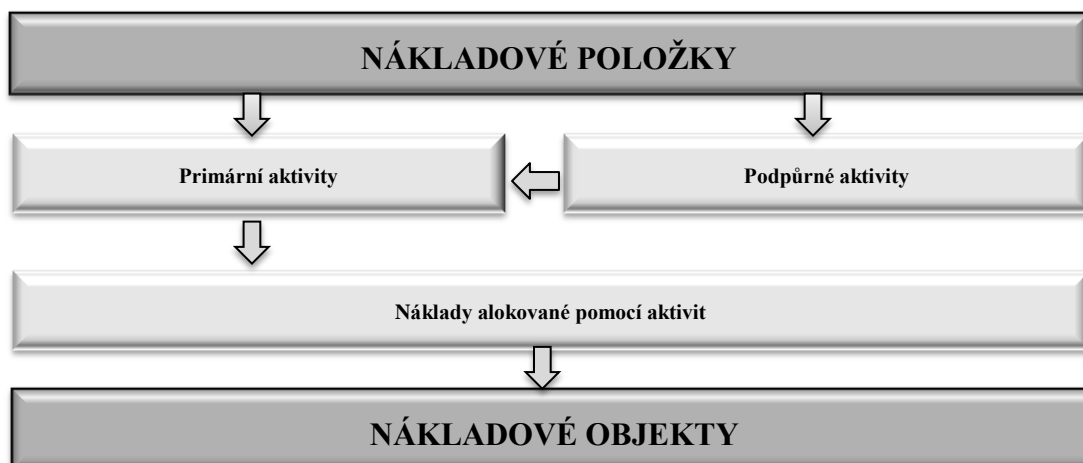 NÁKLADOVÉ POLOŽKY
Primární aktivity
Podpůrné aktivity
Náklady alokované pomocí aktivit
NÁKLADOVÉ OBJEKTY